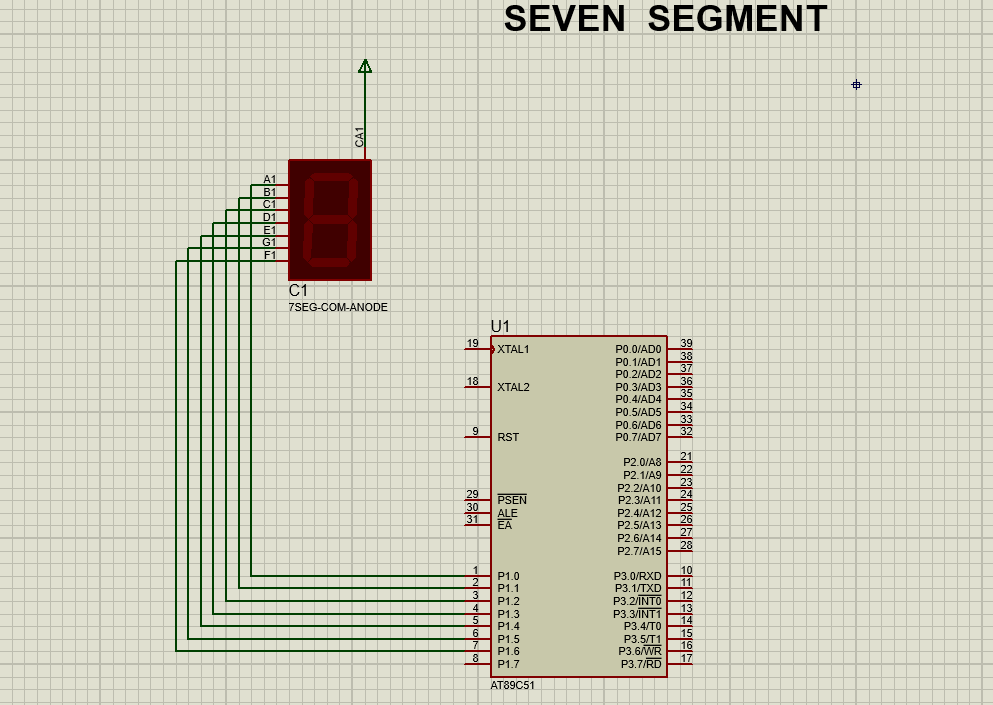 SEVEN SEGMENT
CA1
A1
B1
C1
D1
E1
G1
F1
C1
7SEG-COM-ANODE
U1
19 XTAL1 P0.0/AD0 39
P0.1/AD1 38
P0.2/AD2 37
18 XTAL2 P0.3/AD3 36
P0.4/AD4 35
P0.5/AD5 34
P0.6/AD6 33
9 RST P0.7/AD7 32
P2.0/A8 21
P2.1/A9 22
P2.2/A10 23
29 PSEN P2.3/A11 24
30 ALE P2.4/A12 25
31 EA P2.5/A13 26
P2.6/A14 27
P2.7/A15 28
1 P1.0 P3.0/RXD 10
2 P1.1 P3.1/TXD 11
3 P1.2 P3.2/INT0 12
4 P1.3 P3.3/INT1 13
5 P1.4 P3.4/T0 14
6 P1.5 P3.5/T1 15
7 P1.6 P3.6/WR 16
8 P1.7 P3.7/RD 17
AT89C51